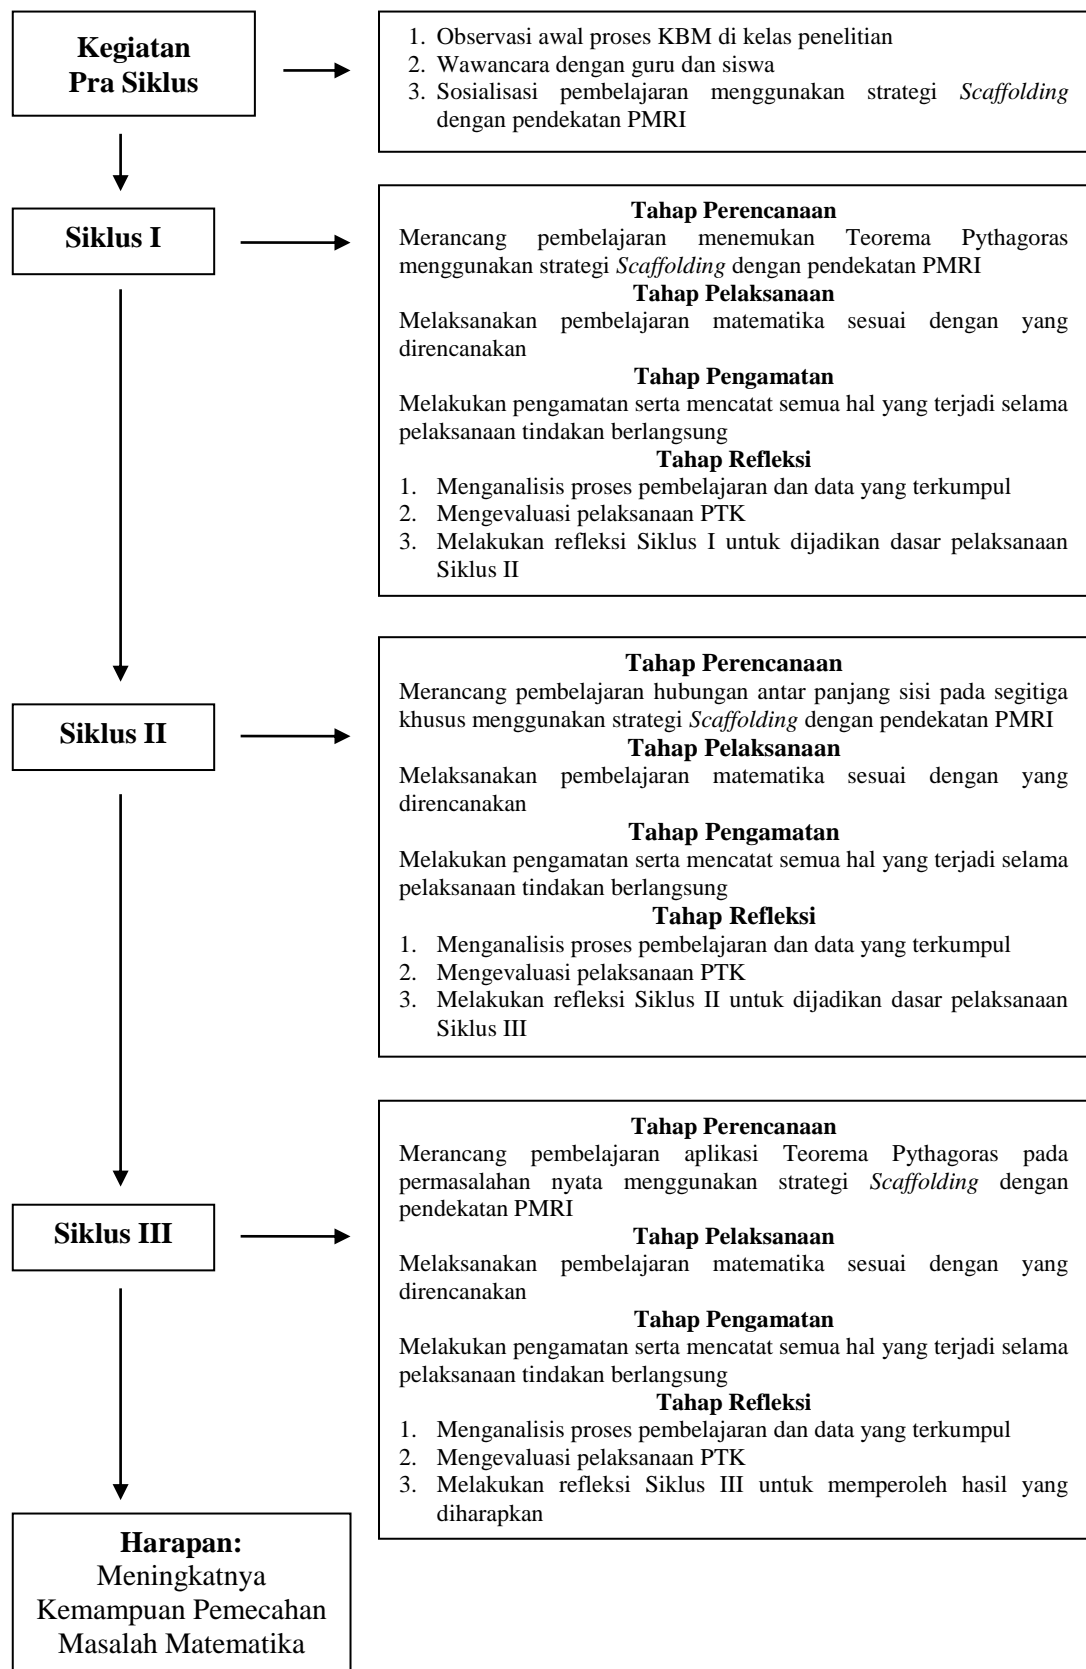 Kegiatan
Pra Siklus
1. Observasi awal proses KBM di kelas penelitian
2. Wawancara dengan guru dan siswa
3. Sosialisasi pembelajaran menggunakan strategi Scaffolding
dengan pendekatan PMRI
Siklus I
Tahap Perencanaan
Merancang pembelajaran menemukan Teorema Pythagoras
menggunakan strategi Scaffolding dengan pendekatan PMRI
Tahap Pelaksanaan
Melaksanakan pembelajaran matematika sesuai dengan yang
direncanakan
Tahap Pengamatan
Melakukan pengamatan serta mencatat semua hal yang terjadi selama
pelaksanaan tindakan berlangsung
Tahap Refleksi
1. Menganalisis proses pembelajaran dan data yang terkumpul
2. Mengevaluasi pelaksanaan PTK
3. Melakukan refleksi Siklus I untuk dijadikan dasar pelaksanaan
Siklus II
Siklus II
Tahap Perencanaan
Merancang pembelajaran hubungan antar panjang sisi pada segitiga
khusus menggunakan strategi Scaffolding dengan pendekatan PMRI
Tahap Pelaksanaan
Melaksanakan pembelajaran matematika sesuai dengan yang
direncanakan
Tahap Pengamatan
Melakukan pengamatan serta mencatat semua hal yang terjadi selama
pelaksanaan tindakan berlangsung
Tahap Refleksi
1. Menganalisis proses pembelajaran dan data yang terkumpul
2. Mengevaluasi pelaksanaan PTK
3. Melakukan refleksi Siklus II untuk dijadikan dasar pelaksanaan
Siklus III
Siklus III
Tahap Perencanaan
Merancang pembelajaran aplikasi Teorema Pythagoras pada
permasalahan nyata menggunakan strategi Scaffolding dengan
pendekatan PMRI
Tahap Pelaksanaan
Melaksanakan pembelajaran matematika sesuai dengan yang
direncanakan
Tahap Pengamatan
Melakukan pengamatan serta mencatat semua hal yang terjadi selama
pelaksanaan tindakan berlangsung
Tahap Refleksi
1. Menganalisis proses pembelajaran dan data yang terkumpul
2. Mengevaluasi pelaksanaan PTK
3. Melakukan refleksi Siklus III untuk memperoleh hasil yang
diharapkan
Harapan:
Meningkatnya
Kemampuan Pemecahan
Masalah Matematika